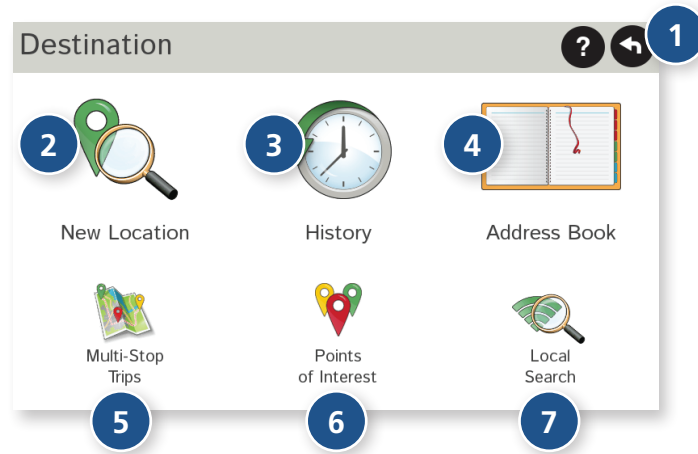 Destination
?
1
2
3
4
New Location
History
Address Book
Multi-Stop
Trips
Points
of Interest
Local
Search
5
6
7